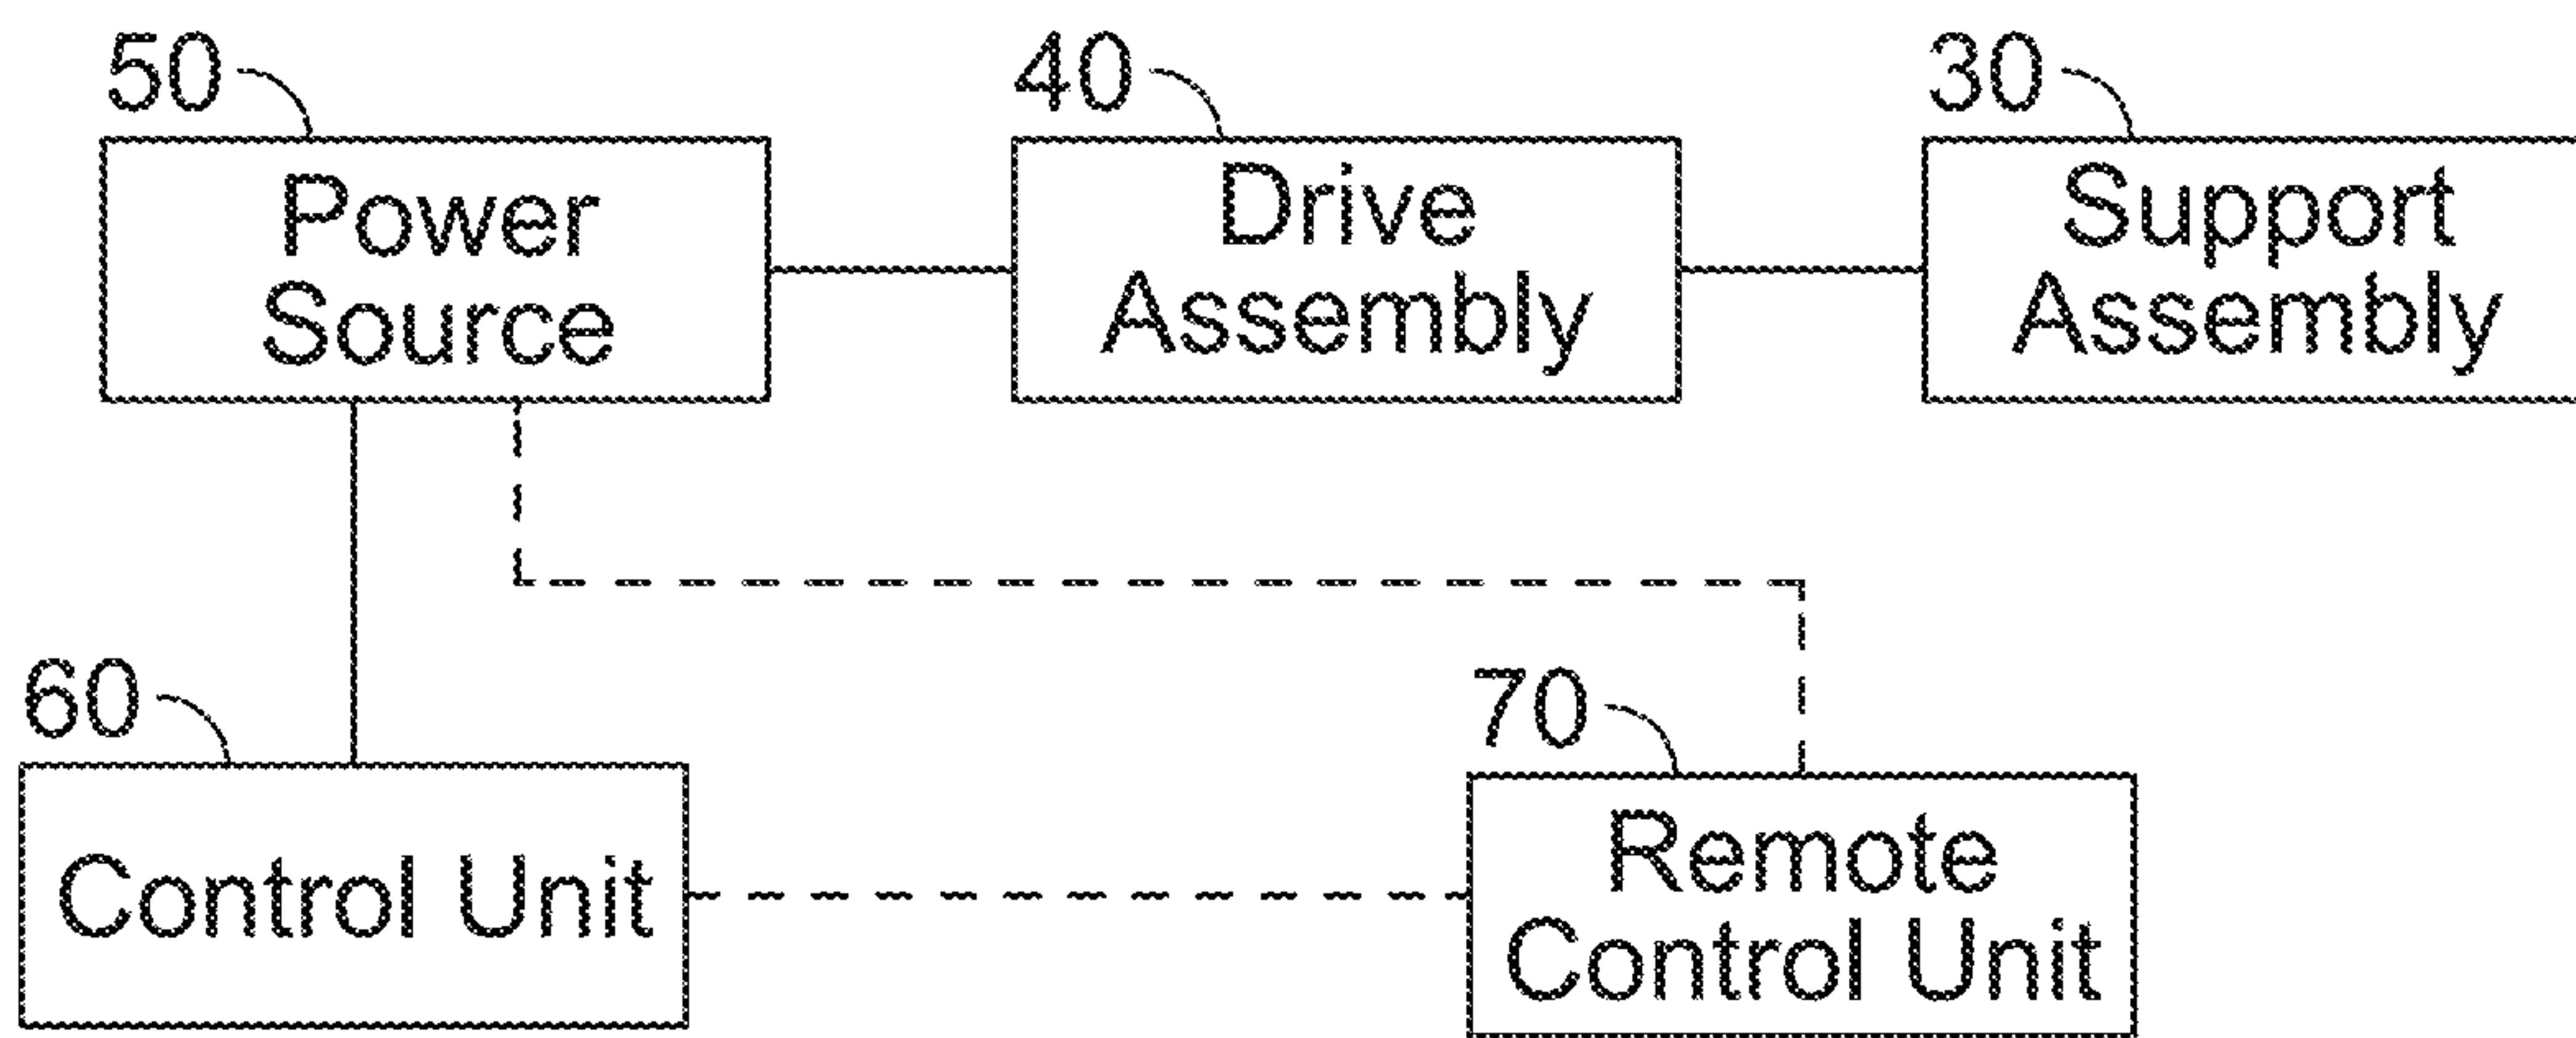 50
40
30
Power
Source
Drive
Assembly
Support
Assembly
60
70
Control Unit
Remote
Control Unit